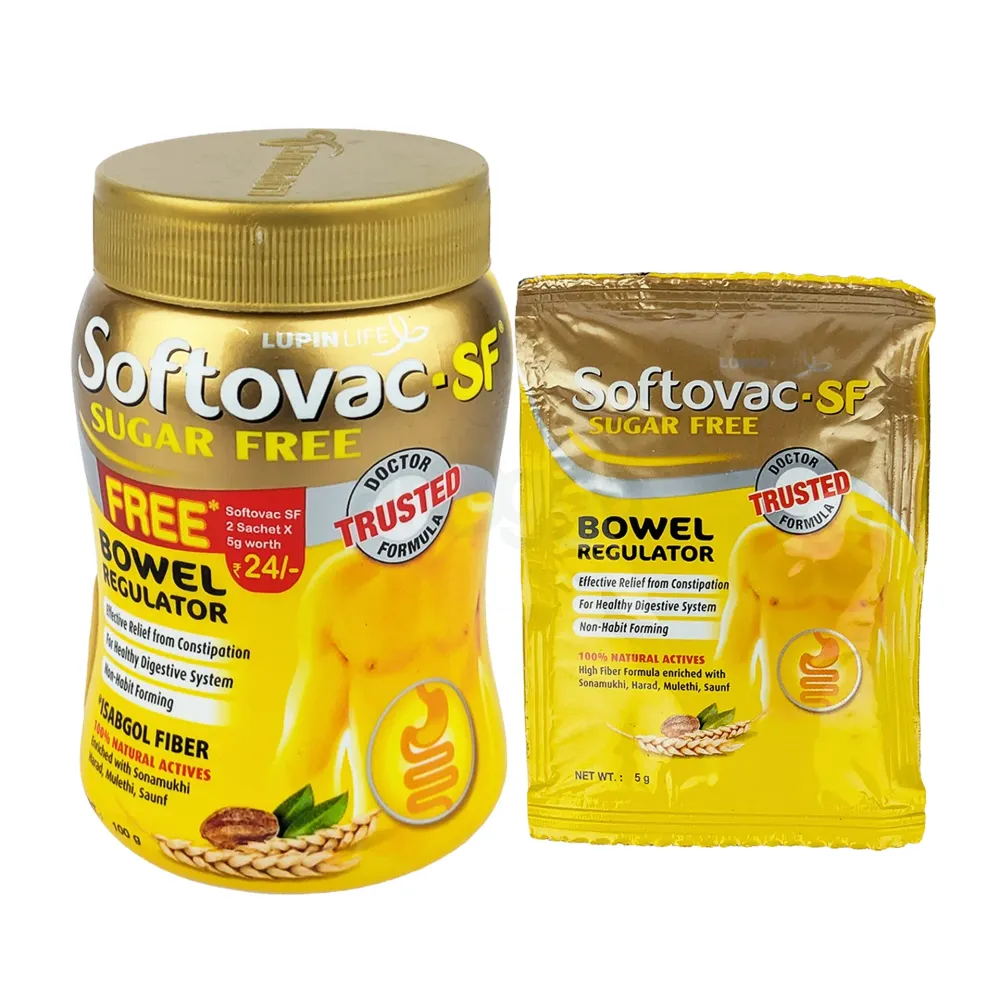 LUPIN LIFE
Softovac-SF®
SUGAR FREE
FREE*
Softovac SF
2 Sachet X
5g worth
₹24/-
DOCTOR
TRUSTED
FORMULA
BOWEL
REGULATOR
Effective Relief from Constipation
For Healthy Digestive System
Non-Habit Forming
*ISABGOL FIBER
100% NATURAL ACTIVES
Enriched with Sonamukhi
Harad, Mulethi, Saunf
100 g
LUPIN LIFE
Softovac-SF
SUGAR FREE
DOCTOR
TRUSTED
FORMULA
BOWEL
REGULATOR
Effective Relief from Constipation
For Healthy Digestive System
Non-Habit Forming
100% NATURAL ACTIVES
High Fiber Formula enriched with
Sonamukhi, Harad, Mulethi, Saunf
NET WT. : 5 g